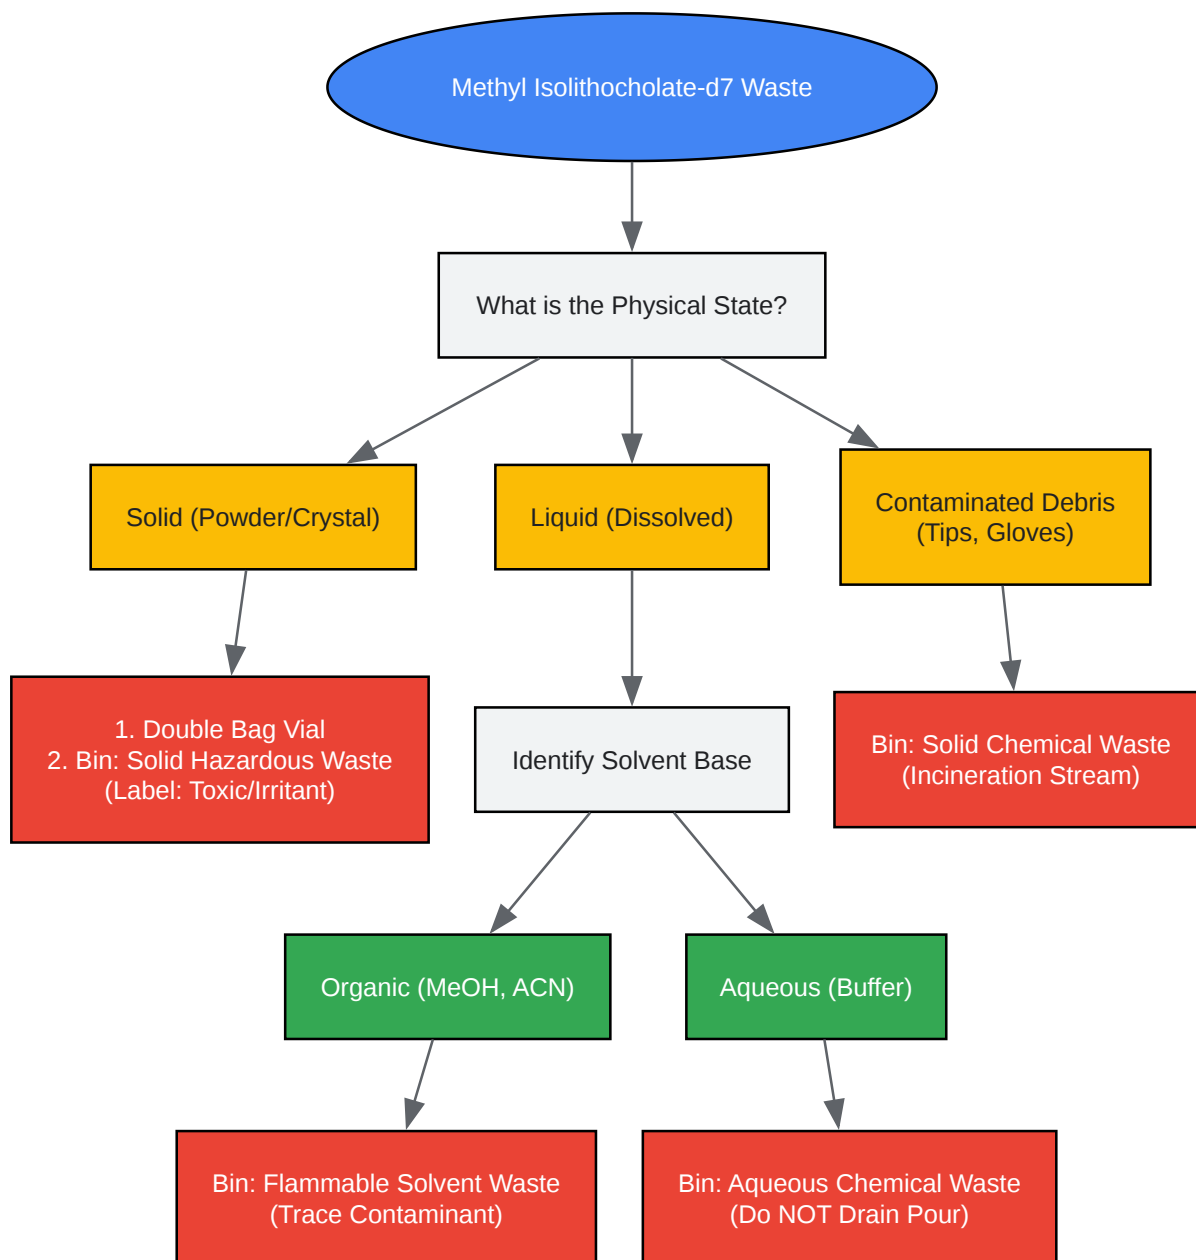 Methyl Isolithocholate-d7 Waste
What is the Physical State?
Solid (Powder/Crystal)
Liquid (Dissolved)
Contaminated Debris
(Tips, Gloves)
1. Double Bag Vial
2. Bin: Solid Hazardous Waste
(Label: Toxic/Irritant)
Identify Solvent Base
Bin: Solid Chemical Waste
(Incineration Stream)
Organic (MeOH, ACN)
Aqueous (Buffer)
Bin: Flammable Solvent Waste
(Trace Contaminant)
Bin: Aqueous Chemical Waste
(Do NOT Drain Pour)